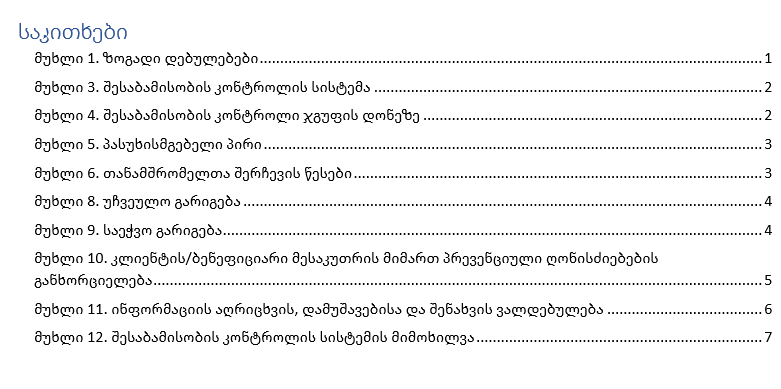 საკითხები
მუხლი 1. ზოგადი დებულებები 1
მუხლი 3. შესაბამისობის კონტროლის სისტემა 2
მუხლი 4. შესაბამისობის კონტროლი ჯგუფის დონეზე 2
მუხლი 5. პასუხისმგებელი პირი 3
მუხლი 6. თანამშრომელთა შერჩევის წესები 3
მუხლი 8. უჩვეულო გარიგება 4
მუხლი 9. საეჭვო გარიგება 4
მუხლი 10. კლიენტის/ბენეფიციარი მესაკუთრის მიმართ პრევენციული ღონისძიებების
განხორციელება 5
მუხლი 11. ინფორმაციის აღრიცხვის, დამუშავებისა და შენახვის ვალდებულება 6
მუხლი 12. შესაბამისობის კონტროლის სისტემის მიმოხილვა 7